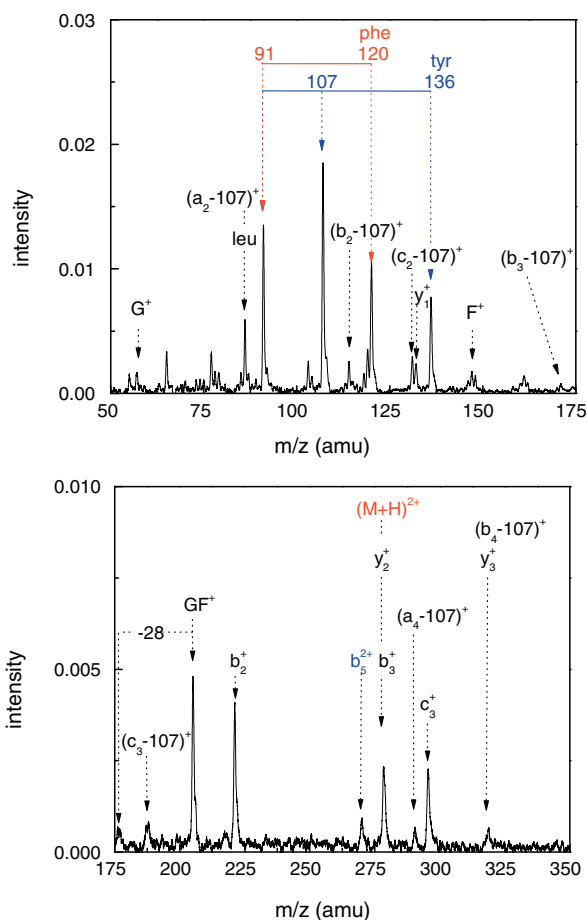 0.03
phe
91 120 tyr
107 136
0.02
(a2-107)+
leu
(b2-107)+
(c2-107)+
y1+
(b3-107)+
0.01
G+
F+
0.00
50 75 100 125 150 175
m/z (amu)
intensity
0.010
(M+H)2+
(b4-107)+
y2+
y3+
GF+
-28
(a4-107)+
b2+
b52+
b3+
0.005
c3+
(c3-107)+
0.000
175 200 225 250 275 300 325 350
m/z (amu)
intensity